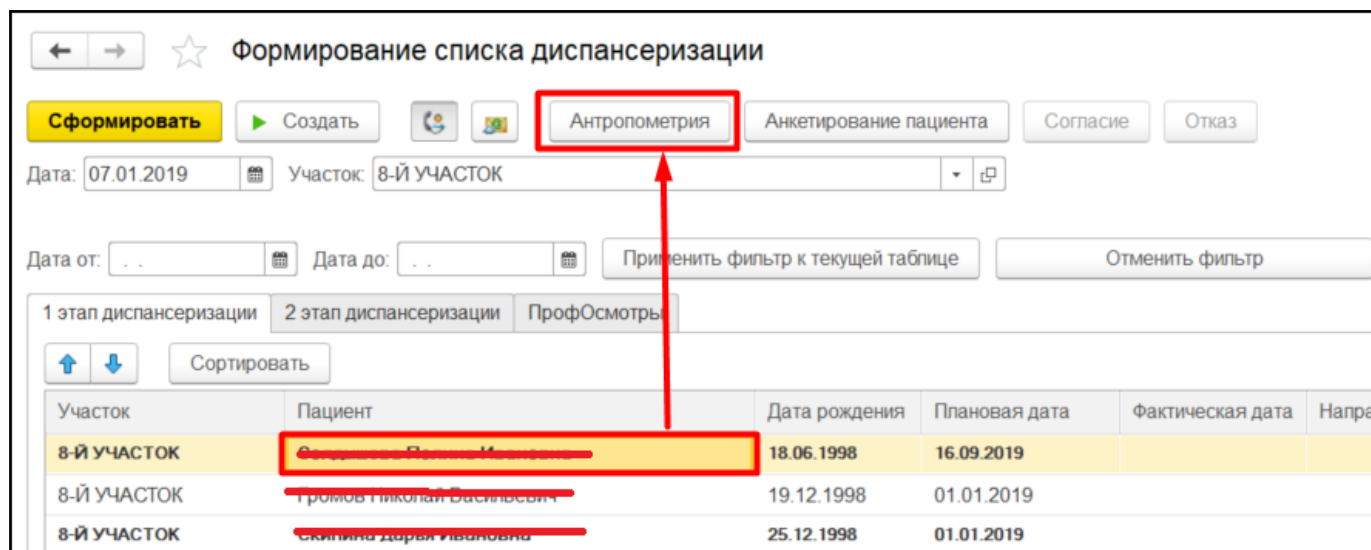 Формирование списка диспансеризации
Сформировать Создать Антропометрия Анкетирование пациента Согласие Отказ
Дата: 07.01.2019 Участок: 8-Й УЧАСТОК
Дата от: . . Дата до: . . Применить фильтр к текущей таблице Отменить фильтр
1 этап диспансеризации 2 этап диспансеризации ПрофОсмотры
Сортировать
Участок Пациент Дата рождения Плановая дата Фактическая дата Напра
8-Й УЧАСТОК 18.06.1998 16.09.2019
8-Й УЧАСТОК 19.12.1998 01.01.2019
8-Й УЧАСТОК 25.12.1998 01.01.2019